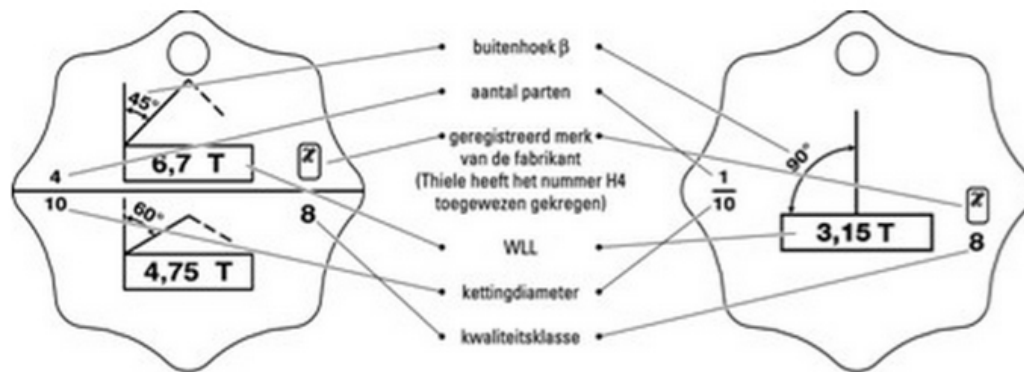 45°
6,7 T
4
10
60°
4,75 T
8
buitenhoek β
aantal parten
geregistreerd merk
van de fabrikant
(Thiele heeft het nummer H4
toegewezen gekregen)
WLL
kettingdiameter
kwaliteitsklasse
90°
1
10
3,15 T
8